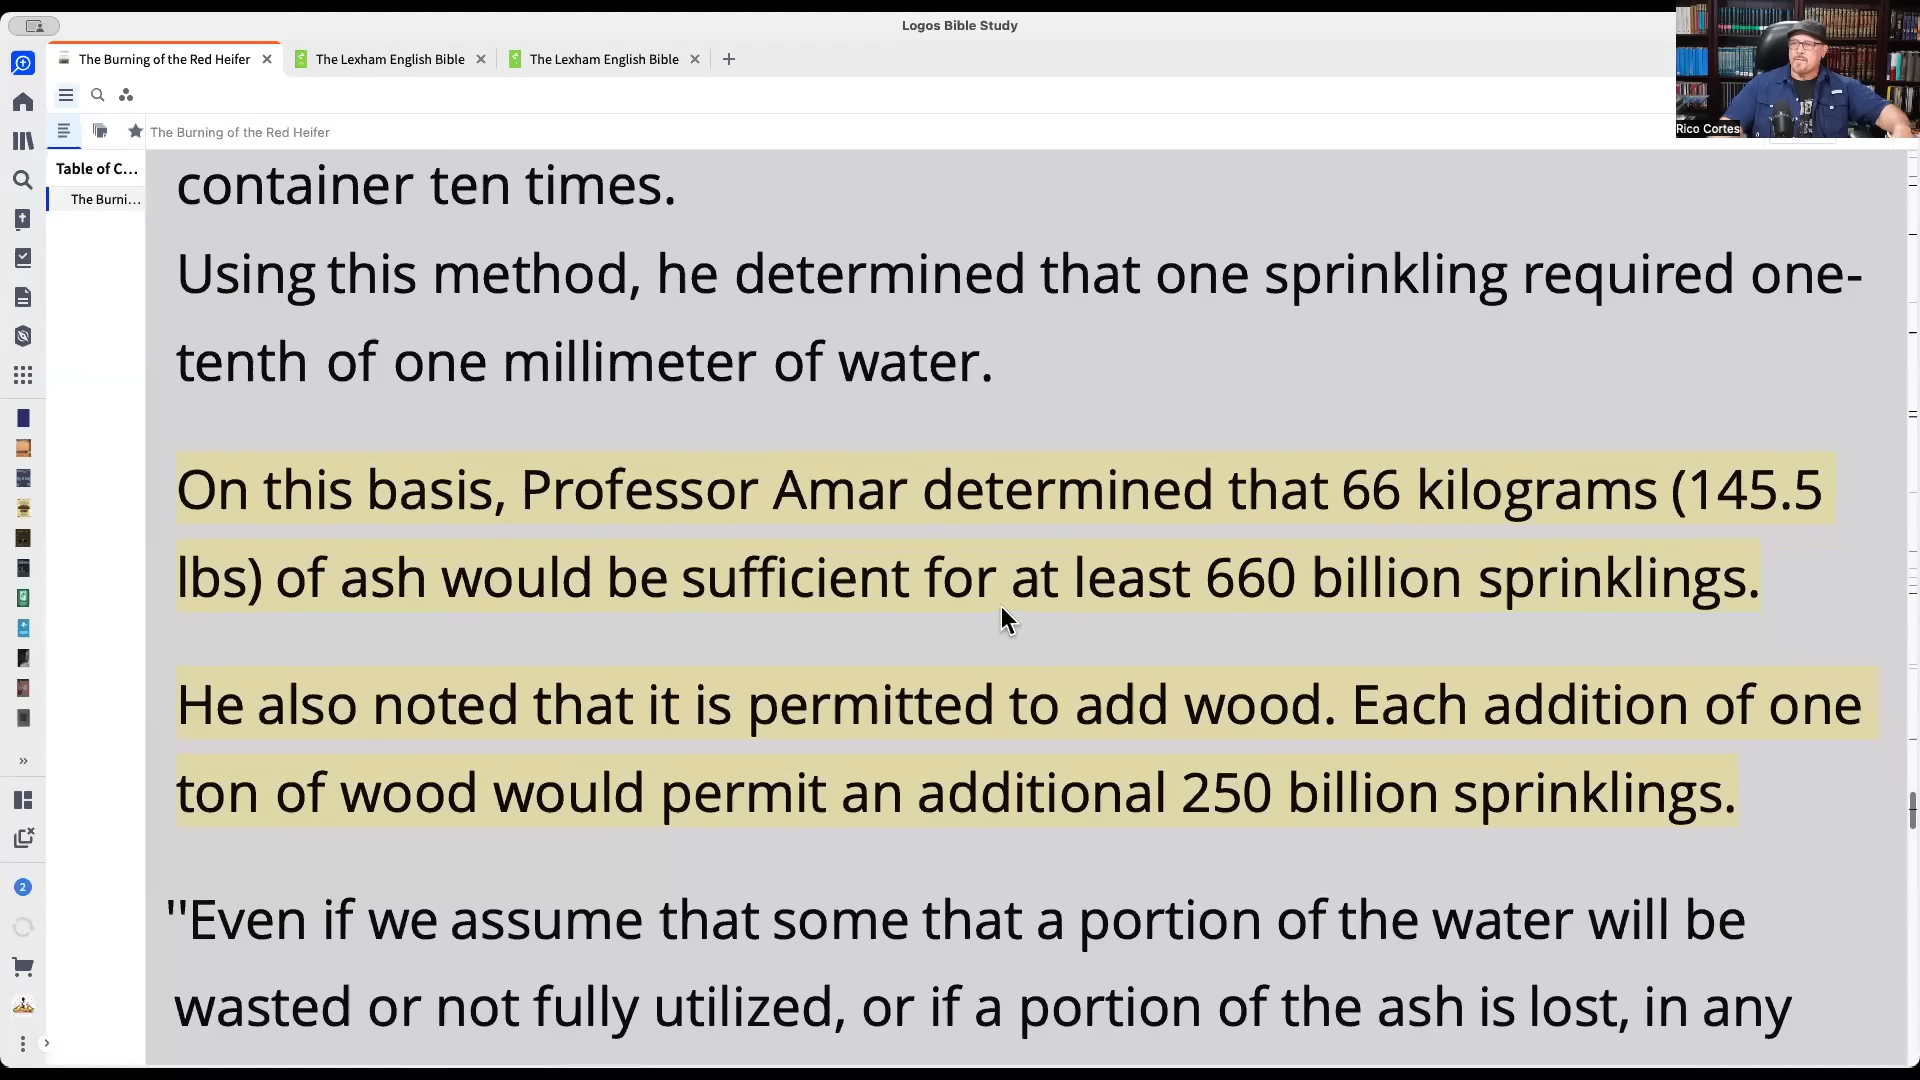 Logos Bible Study
The Burning of the Red Heifer
The Lexham English Bible
The Lexham English Bible
The Burning of the Red Heifer
Rico Cortes
Table of C...
The Burni...
container ten times.
Using this method, he determined that one sprinkling required one-
tenth of one millimeter of water.
On this basis, Professor Amar determined that 66 kilograms (145.5
lbs) of ash would be sufficient for at least 660 billion sprinklings.
He also noted that it is permitted to add wood. Each addition of one
ton of wood would permit an additional 250 billion sprinklings.
"Even if we assume that some that a portion of the water will be
wasted or not fully utilized, or if a portion of the ash is lost, in any
2